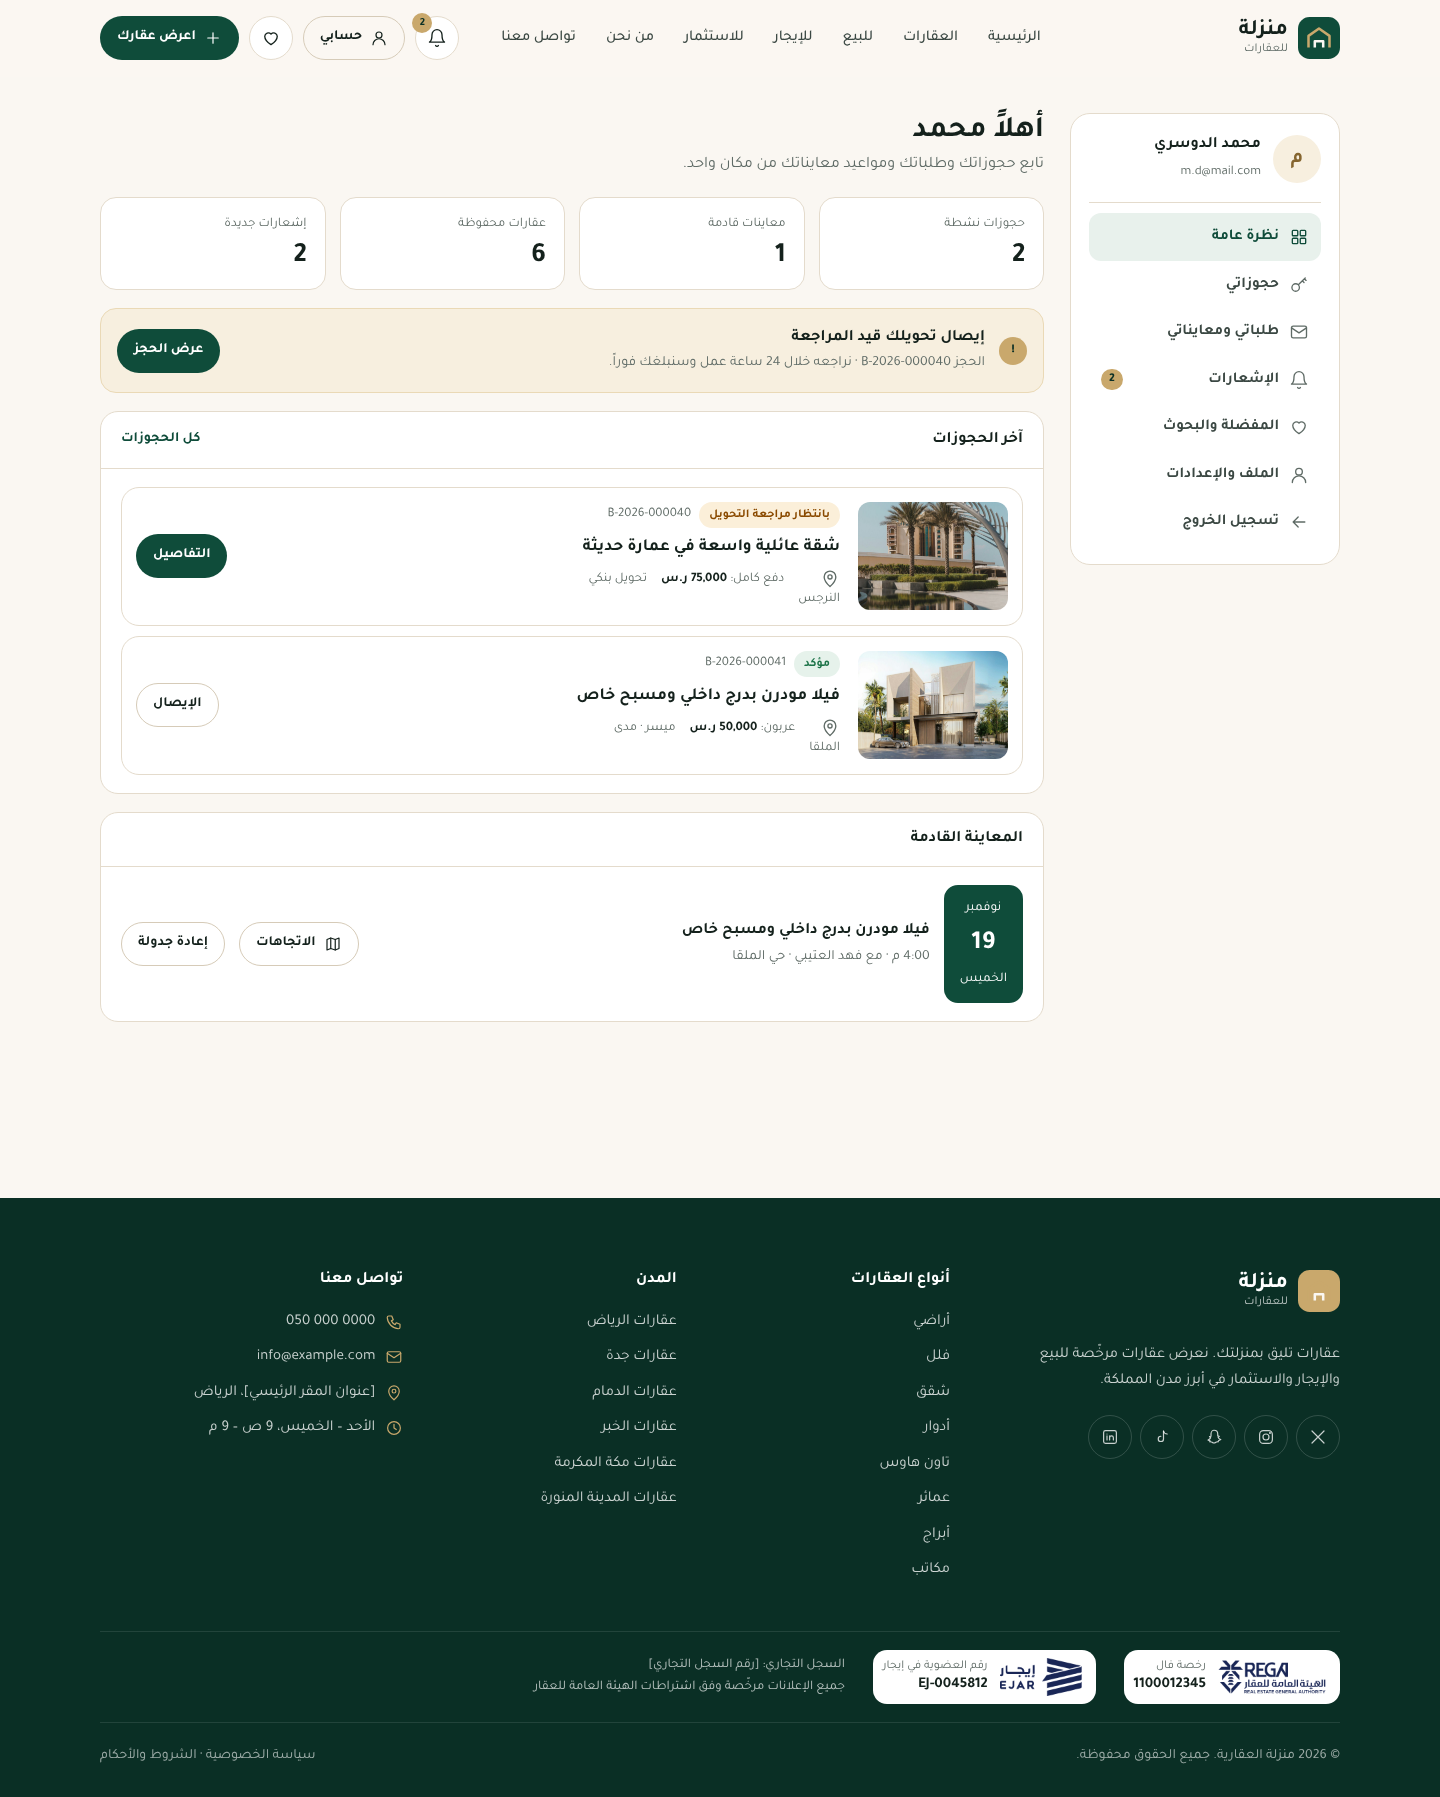 منزلة
للعقارات
الرئيسية
العقارات
للبيع
للإيجار
للاستثمار
من نحن
تواصل معنا
2
حسابي
اعرض عقارك
م
محمد الدوسري
m.d@mail.com
نظرة عامة
حجوزاتي
طلباتي ومعايناتي
الإشعارات
2
المفضلة والبحوث
الملف والإعدادات
تسجيل الخروج
أهلاً محمد
تابع حجوزاتك وطلباتك ومواعيد معايناتك من مكان واحد.
حجوزات نشطة
2
معاينات قادمة
1
عقارات محفوظة
6
إشعارات جديدة
2
!
إيصال تحويلك قيد المراجعة
الحجز B-2026-000040 · نراجعه خلال 24 ساعة عمل وسنبلغك فوراً.
عرض الحجز
آخر الحجوزات
كل الحجوزات
بانتظار مراجعة التحويل B-2026-000040
شقة عائلية واسعة في عمارة حديثة
النرجس
دفع كامل: 75,000 ر.س
تحويل بنكي
التفاصيل
مؤكد B-2026-000041
فيلا مودرن بدرج داخلي ومسبح خاص
الملقا
عربون: 50,000 ر.س
ميسر · مدى
الإيصال
المعاينة القادمة
نوفمبر
19
الخميس
فيلا مودرن بدرج داخلي ومسبح خاص
4:00 م · مع فهد العتيبي · حي الملقا
الاتجاهات
إعادة جدولة
منزلة
للعقارات
عقارات تليق بمنزلتك. نعرض عقارات مرخّصة للبيع
والإيجار والاستثمار في أبرز مدن المملكة.
أنواع العقارات
أراضي
فلل
شقق
أدوار
تاون هاوس
عمائر
أبراج
مكاتب
المدن
عقارات الرياض
عقارات جدة
عقارات الدمام
عقارات الخبر
عقارات مكة المكرمة
عقارات المدينة المنورة
تواصل معنا
050 000 0000
info@example.com
[عنوان المقر الرئيسي]، الرياض
الأحد – الخميس، 9 ص – 9 م
REGA
الهيئة العامة للعقار
REAL ESTATE GENERAL AUTHORITY
رخصة فال
1100012345
إيجار
EJAR
رقم العضوية في إيجار
EJ-0045812
السجل التجاري: [رقم السجل التجاري]
جميع الإعلانات مرخّصة وفق اشتراطات الهيئة العامة للعقار
© 2026 منزلة العقارية. جميع الحقوق محفوظة.
سياسة الخصوصية · الشروط والأحكام